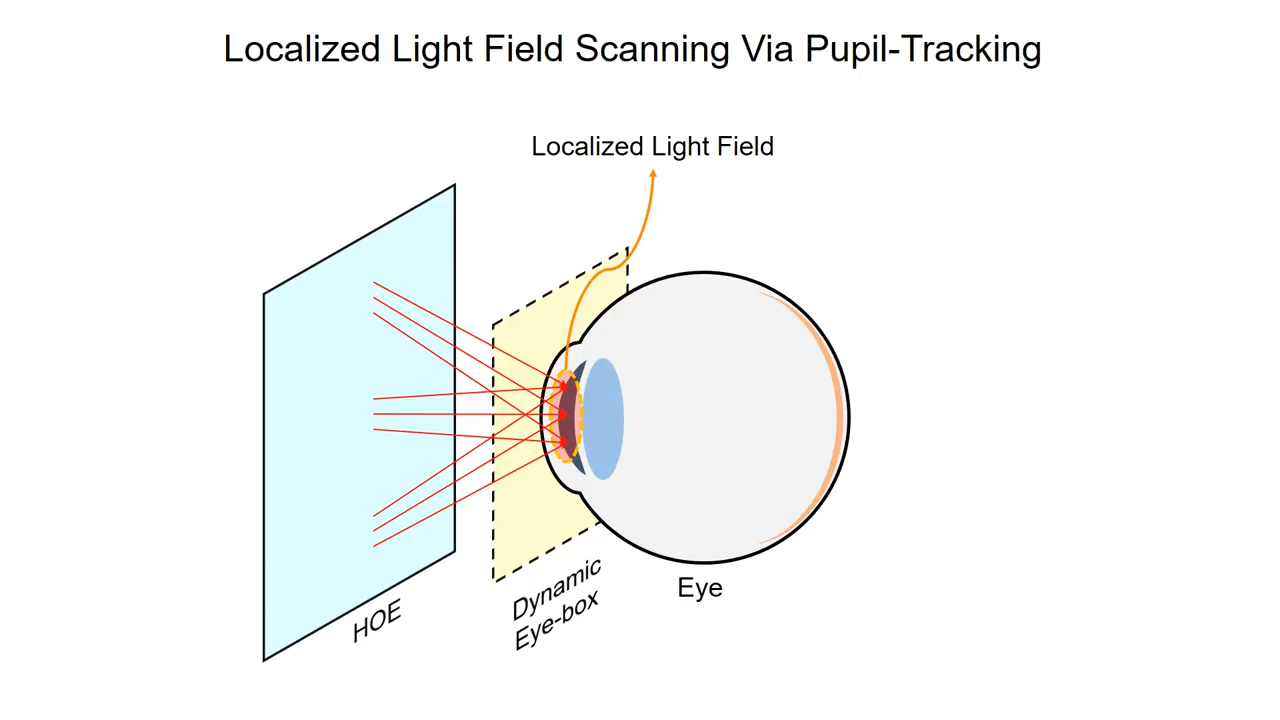 Localized Light Field Scanning Via Pupil-Tracking
Localized Light Field
HOE
Dynamic
Eye-box
Eye